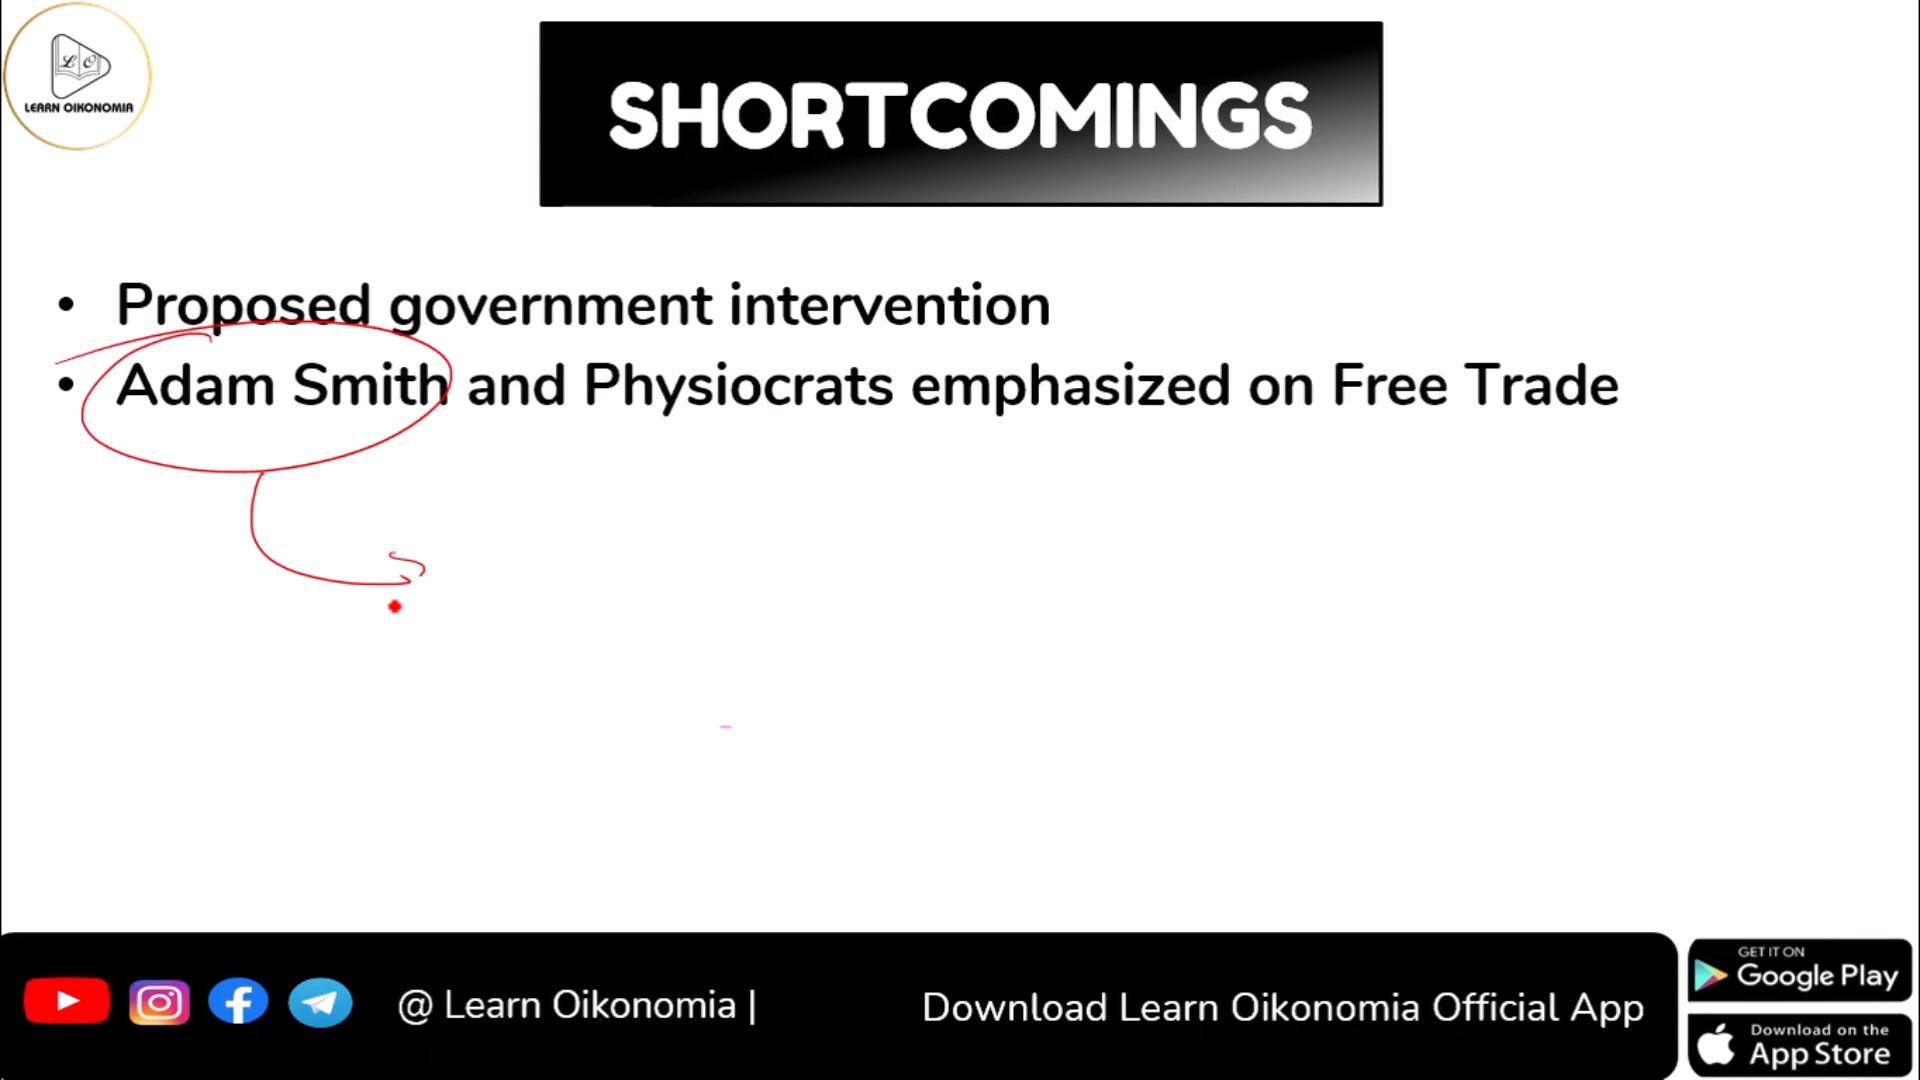 LO
LEARN OIKONOMIA
SHORTCOMINGS
• Proposed government intervention
• Adam Smith and Physiocrats emphasized on Free Trade
@ Learn Oikonomia |
Download Learn Oikonomia Official App
GET IT ON
Google Play
Download on the
App Store